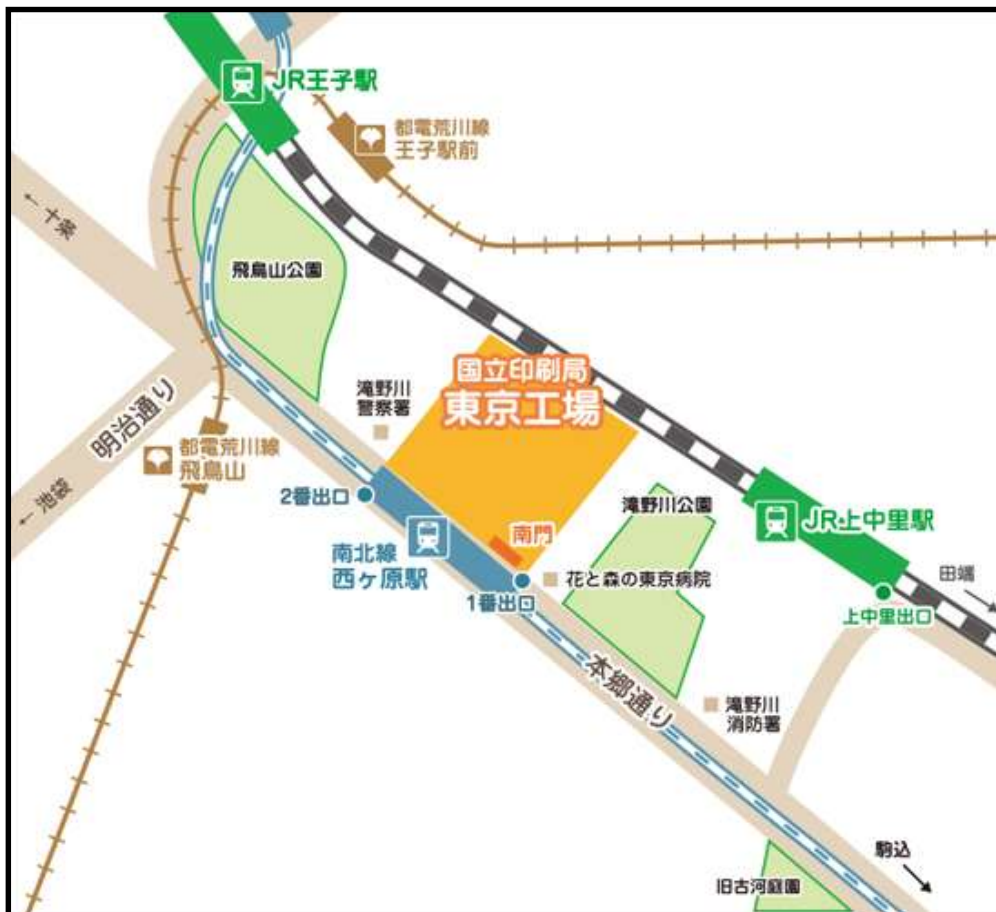 JR王子駅
都電荒川線
王子駅前
← 十条
飛鳥山公園
国立印刷局
東京工場
滝野川
警察署
明治通り
都電荒川線
飛鳥山
← 池袋
2番出口
滝野川公園
JR上中里駅
南門
南北線
西ヶ原駅
花と森の東京病院
田端
1番出口
上中里出口
本郷通り
滝野川
消防署
駒込
旧古河庭園